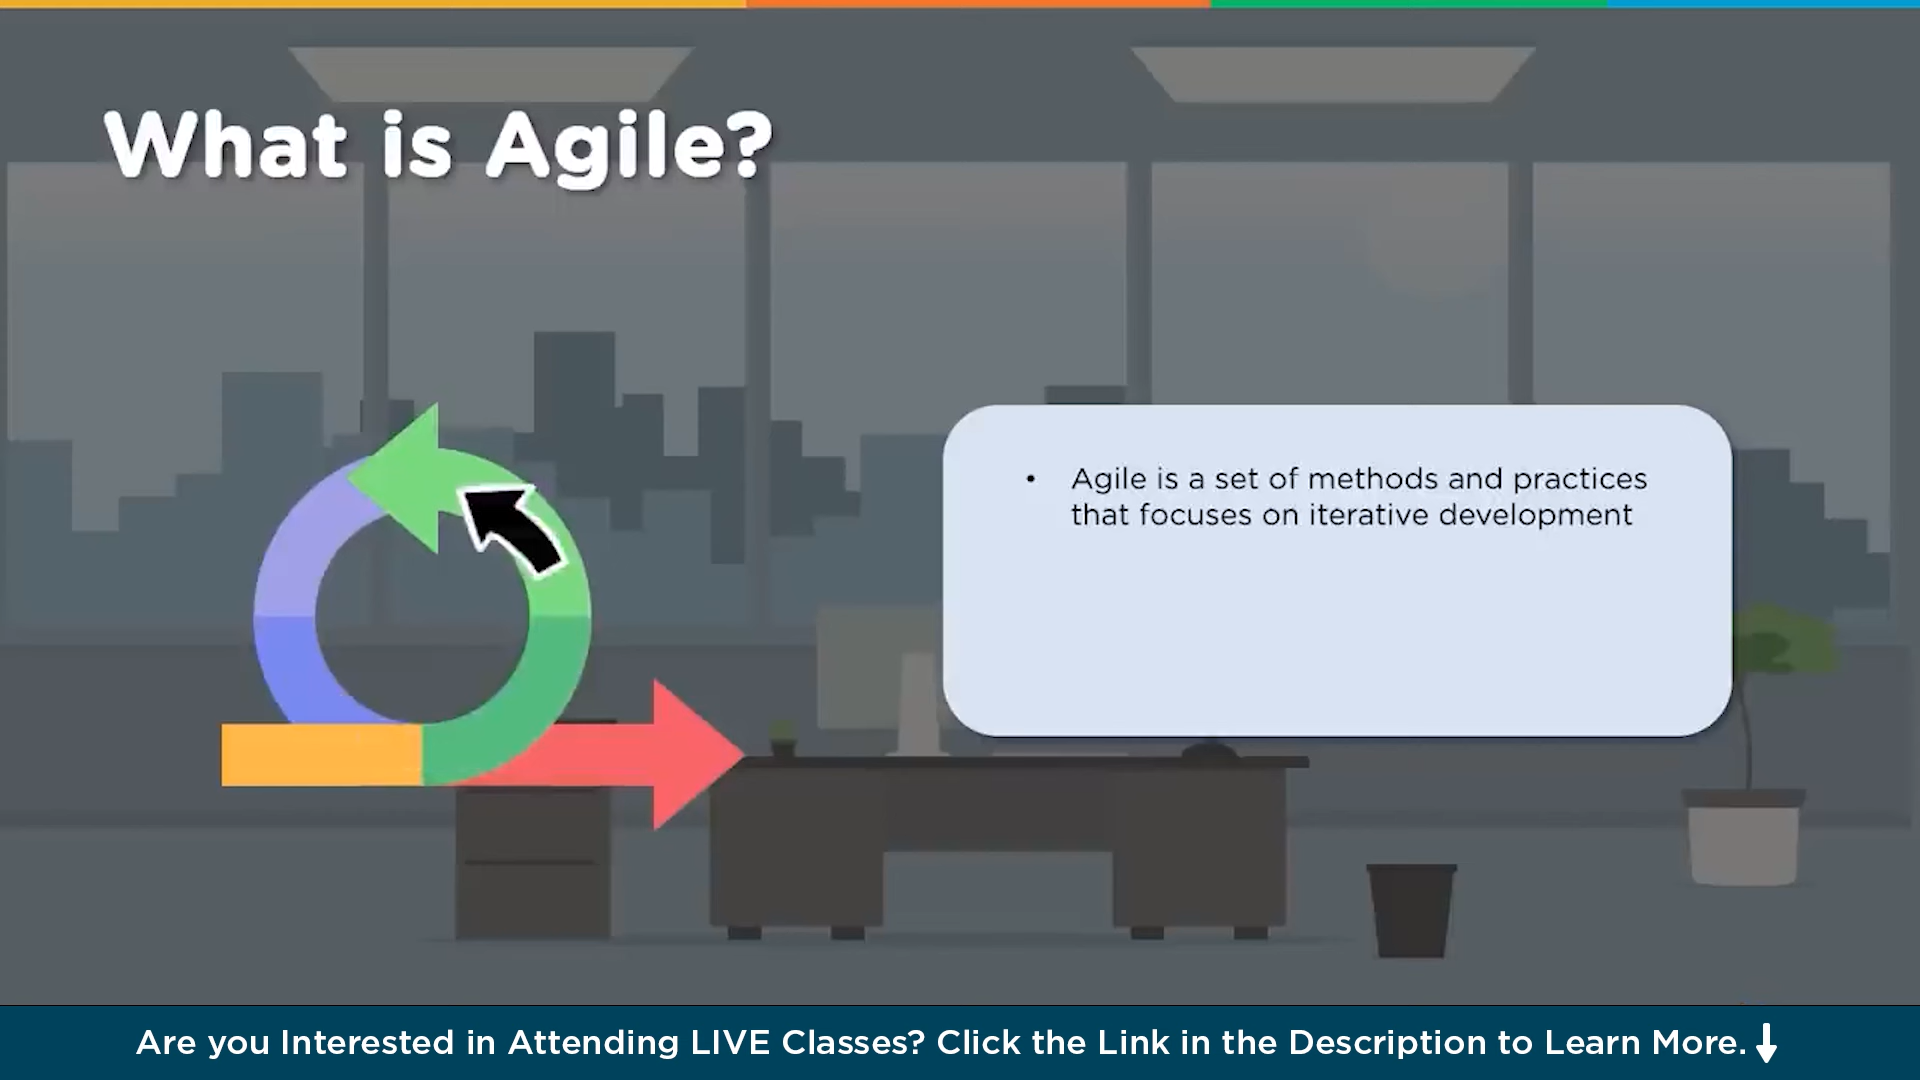 What is Agile?
• Agile is a set of methods and practices
that focuses on iterative development
Are you Interested in Attending LIVE Classes? Click the Link in the Description to Learn More.